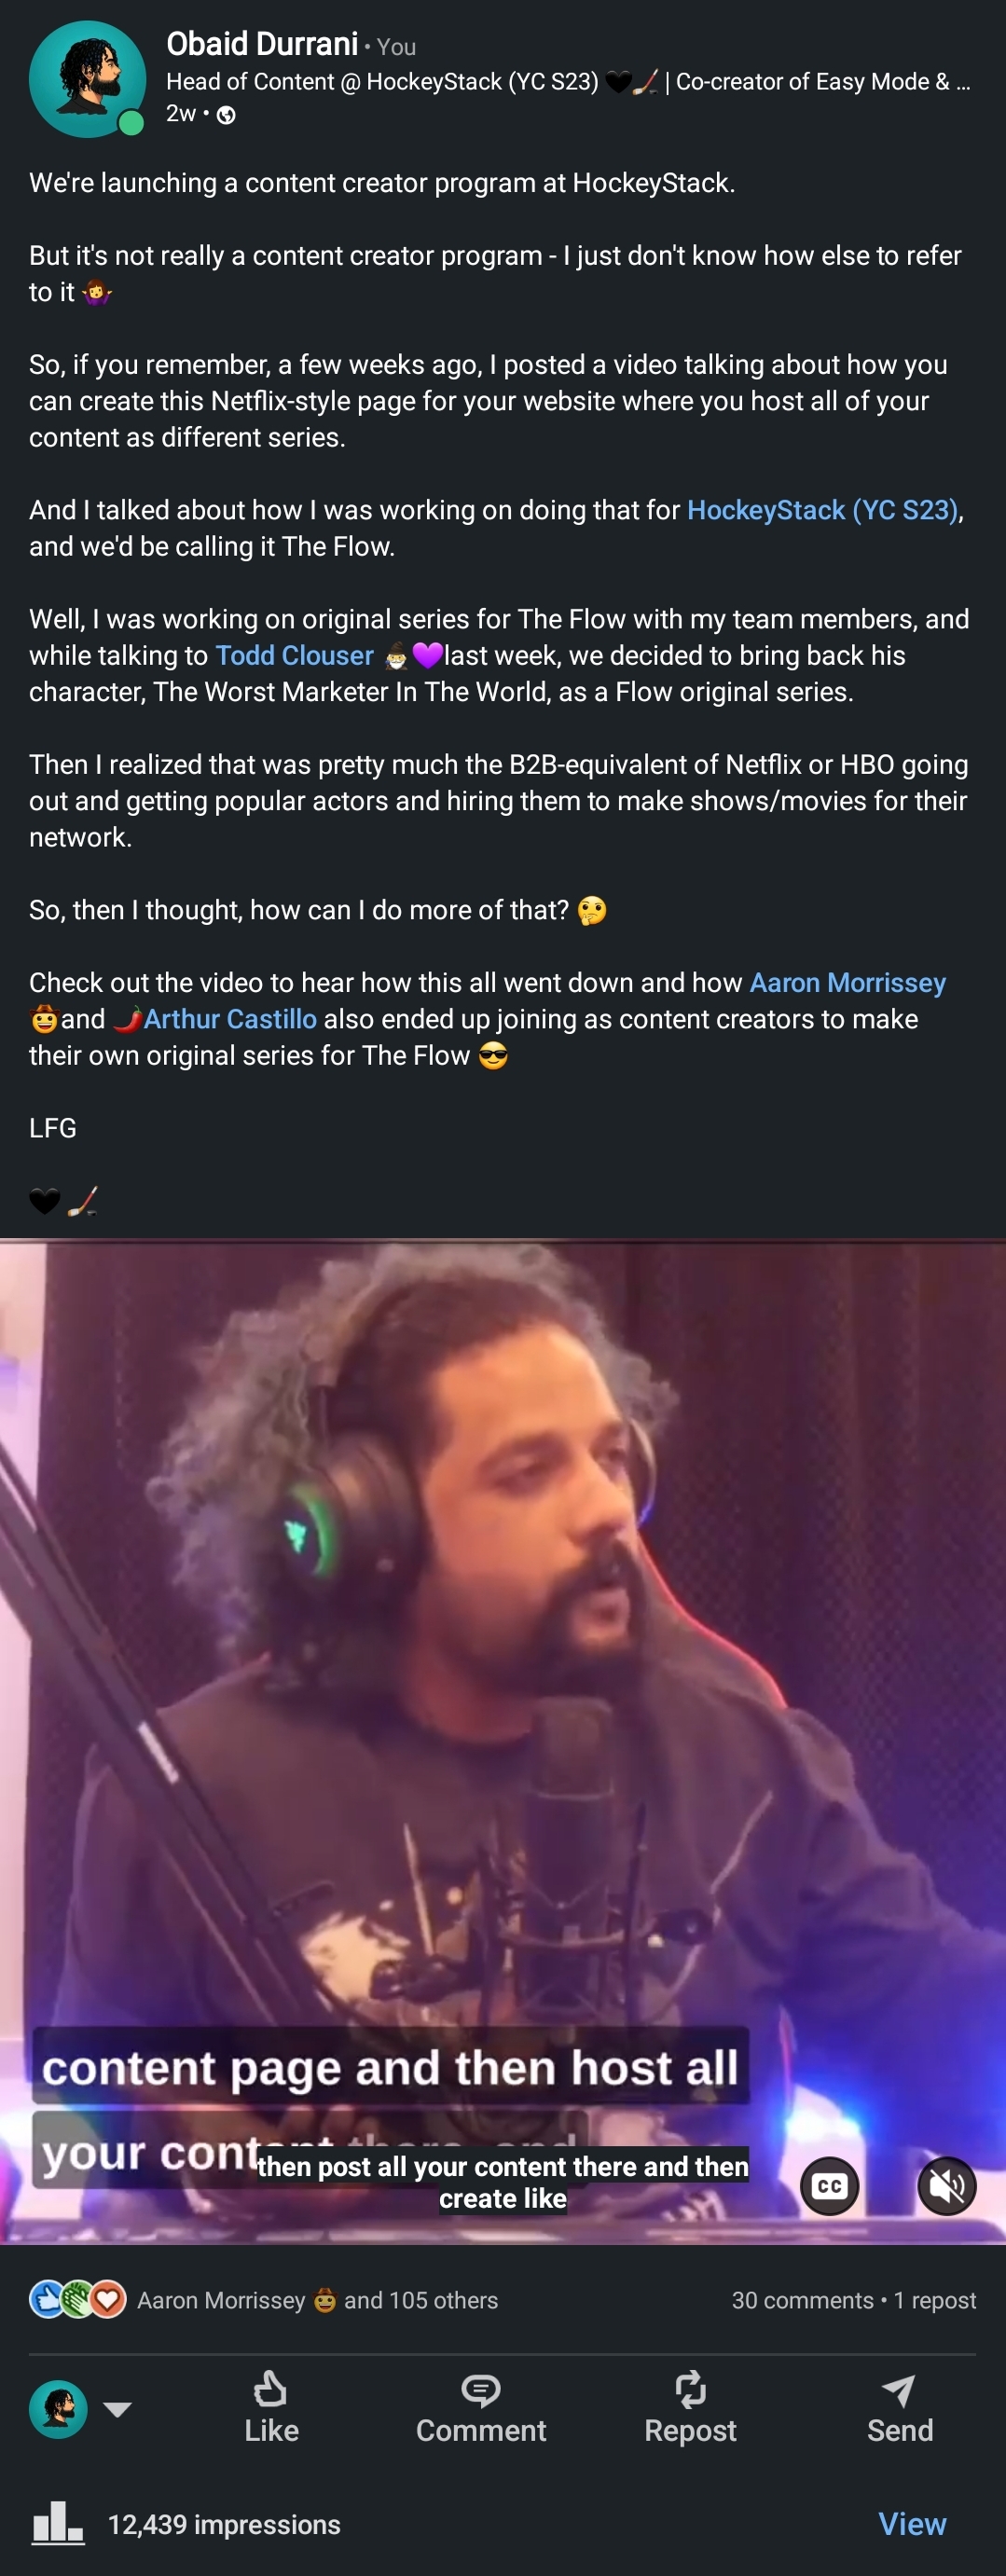 Obaid Durrani • You
Head of Content @ HockeyStack (YC S23) 🖤🏒 | Co-creator of Easy Mode & ...
2w •
We're launching a content creator program at HockeyStack.
But it's not really a content creator program - I just don't know how else to refer
to it 🤷‍♀️
So, if you remember, a few weeks ago, I posted a video talking about how you
can create this Netflix-style page for your website where you host all of your
content as different series.
And I talked about how I was working on doing that for HockeyStack (YC S23),
and we'd be calling it The Flow.
Well, I was working on original series for The Flow with my team members, and
while talking to Todd Clouser 🧙‍♂️💜last week, we decided to bring back his
character, The Worst Marketer In The World, as a Flow original series.
Then I realized that was pretty much the B2B-equivalent of Netflix or HBO going
out and getting popular actors and hiring them to make shows/movies for their
network.
So, then I thought, how can I do more of that? 🤔
Check out the video to hear how this all went down and how Aaron Morrissey
🤠and 🌶️Arthur Castillo also ended up joining as content creators to make
their own original series for The Flow 😎
LFG
🖤🏒
content page and then host all
your content
then post all your content there and then
create like
CC
Aaron Morrissey 🤠 and 105 others
30 comments • 1 repost
Like
Comment
Repost
Send
12,439 impressions
View